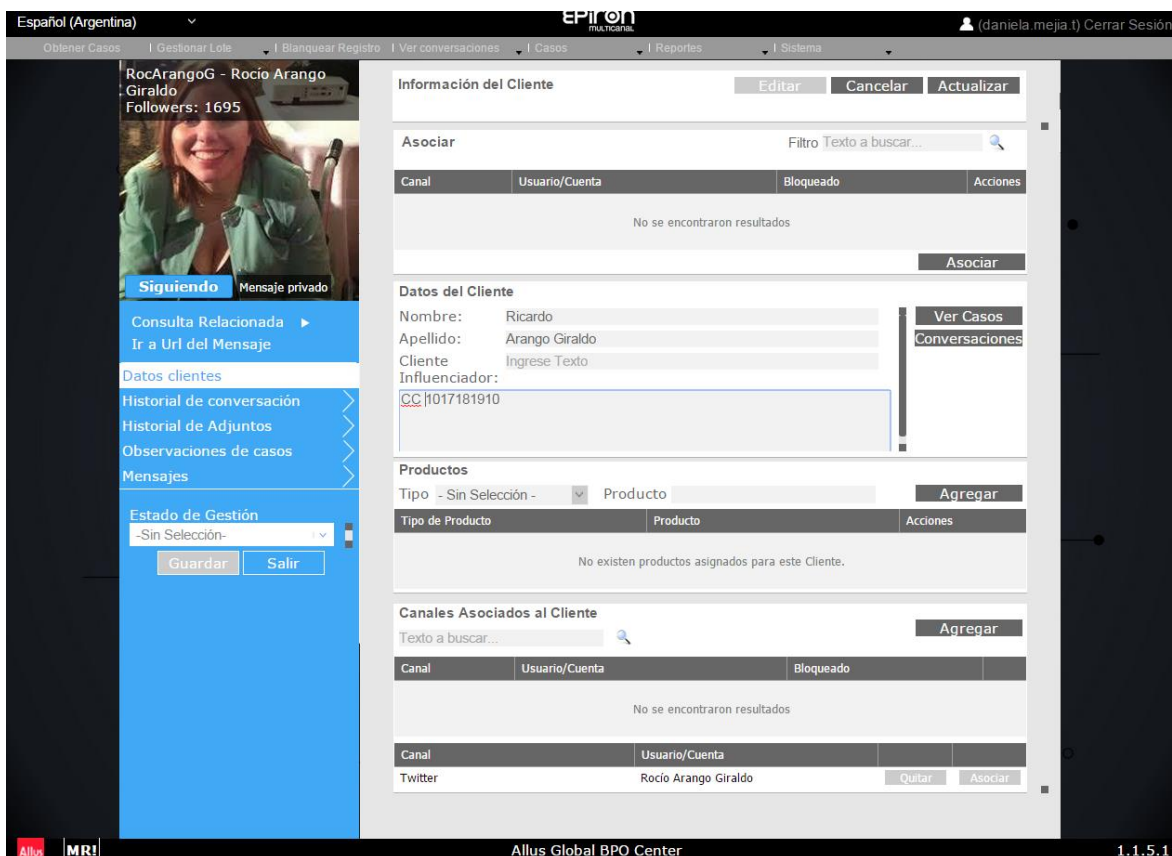 Español (Argentina)
EPIRON
MULTICANAL
(daniela.mejia.t) Cerrar Sesión
Obtener Casos | Gestionar Lote | Blanquear Registro | Ver conversaciones | Casos | Reportes | Sistema
RocArangoG - Rocío Arango
Giraldo
Followers: 1695
Siguiendo Mensaje privado
Consulta Relacionada
Ir a Url del Mensaje
Datos clientes
Historial de conversación
Historial de Adjuntos
Observaciones de casos
Mensajes
Estado de Gestión
-Sin Selección-
Guardar Salir
Información del Cliente Editar Cancelar Actualizar
Asociar Filtro Texto a buscar...
Canal Usuario/Cuenta Bloqueado Acciones
No se encontraron resultados
Asociar
Datos del Cliente
Nombre: Ricardo Ver Casos
Apellido: Arango Giraldo Conversaciones
Cliente Ingrese Texto
Influenciador:
CC 1017181910
Productos
Tipo - Sin Selección - Producto Agregar
Tipo de Producto Producto Acciones
No existen productos asignados para este Cliente.
Canales Asociados al Cliente
Texto a buscar... Agregar
Canal Usuario/Cuenta Bloqueado
No se encontraron resultados
Canal Usuario/Cuenta
Twitter Rocío Arango Giraldo Quitar Asociar
Allus MR! Allus Global BPO Center 1.1.5.1